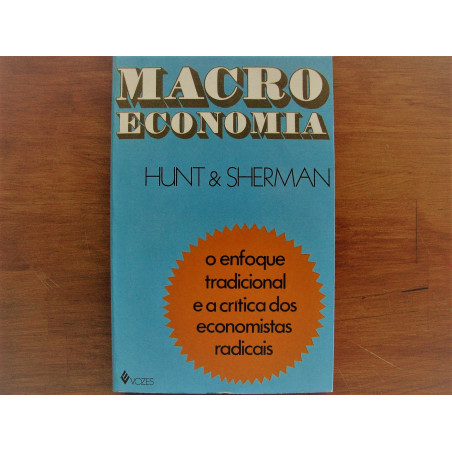 MACRO
ECONOMIA
HUNT & SHERMAN
o enfoque
tradicional
e a crítica dos
economistas
radicais
VOZES